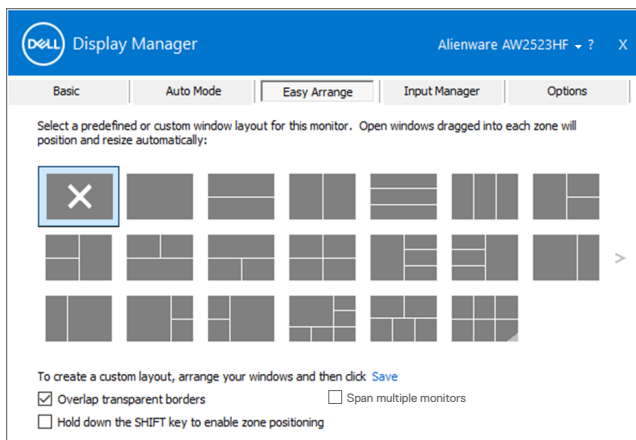 DELL Display Manager Alienware AW2523HF ? X
Basic Auto Mode Easy Arrange Input Manager Options
Select a predefined or custom window layout for this monitor. Open windows dragged into each zone will
position and resize automatically:
>
To create a custom layout, arrange your windows and then click Save
Overlap transparent borders Span multiple monitors
Hold down the SHIFT key to enable zone positioning